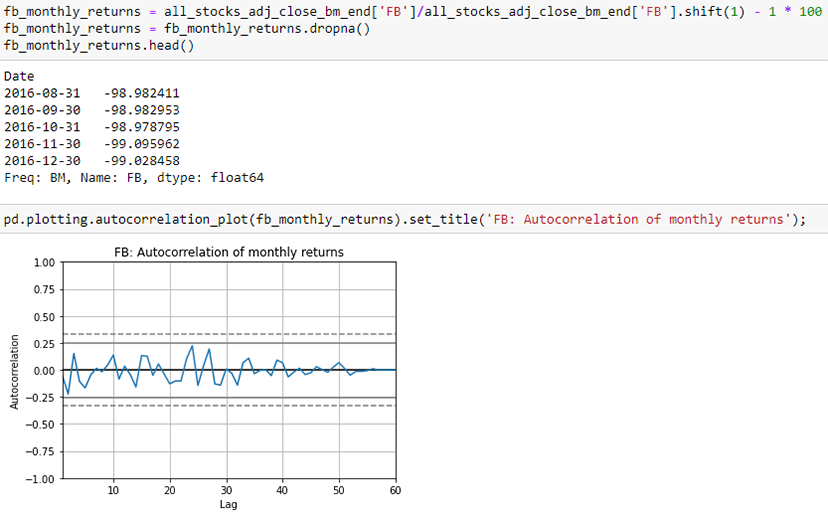 fb_monthly_returns = all_stocks_adj_close_bm_end['FB']/all_stocks_adj_close_bm_end['FB'].shift(1) - 1 * 100
fb_monthly_returns = fb_monthly_returns.dropna()
fb_monthly_returns.head()
Date
2016-08-31   -98.982411
2016-09-30   -98.982953
2016-10-31   -98.978795
2016-11-30   -99.095962
2016-12-30   -99.028458
Freq: BM, Name: FB, dtype: float64
pd.plotting.autocorrelation_plot(fb_monthly_returns).set_title('FB: Autocorrelation of monthly returns');
FB: Autocorrelation of monthly returns
1.00
0.75
0.50
0.25
0.00
−0.25
−0.50
−0.75
−1.00
Autocorrelation
10 20 30 40 50 60
Lag